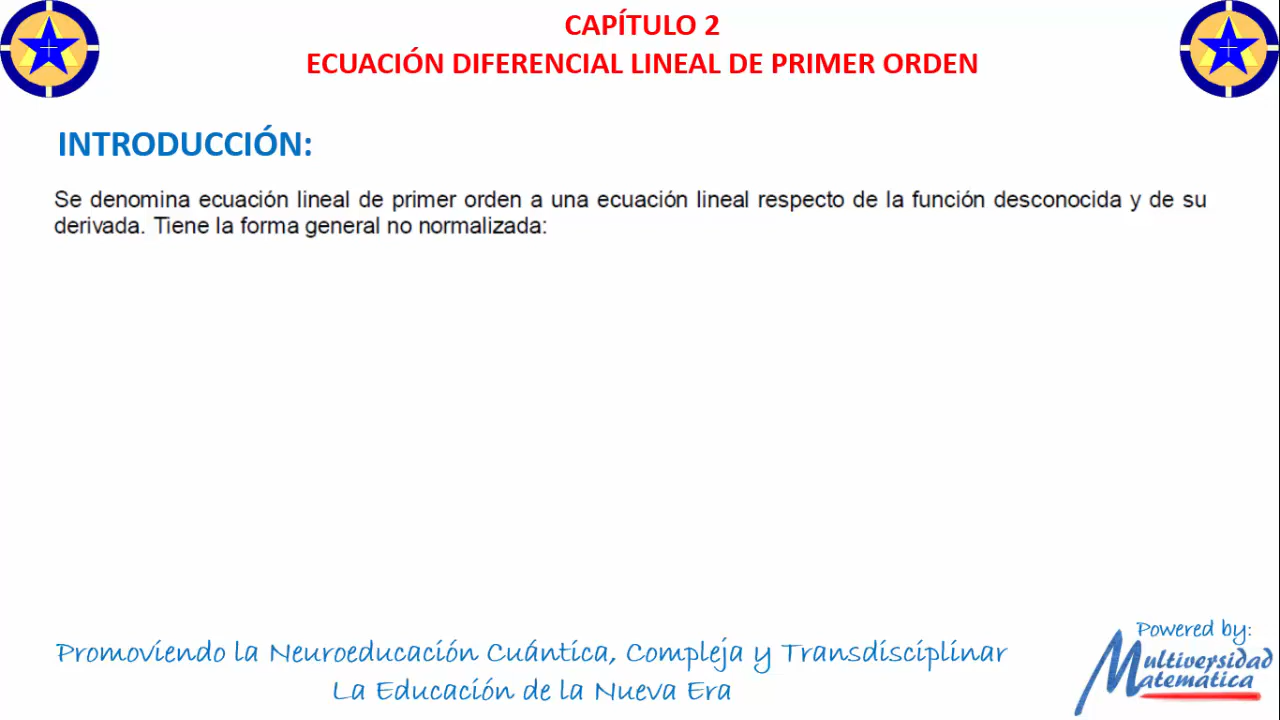 CAPÍTULO 2
ECUACIÓN DIFERENCIAL LINEAL DE PRIMER ORDEN
INTRODUCCIÓN:
Se denomina ecuación lineal de primer orden a una ecuación lineal respecto de la función desconocida y de su
derivada. Tiene la forma general no normalizada:
Promoviendo la Neuroeducación Cuántica, Compleja y Transdisciplinar
La Educación de la Nueva Era
Powered by:
Multiversidad
Matemática